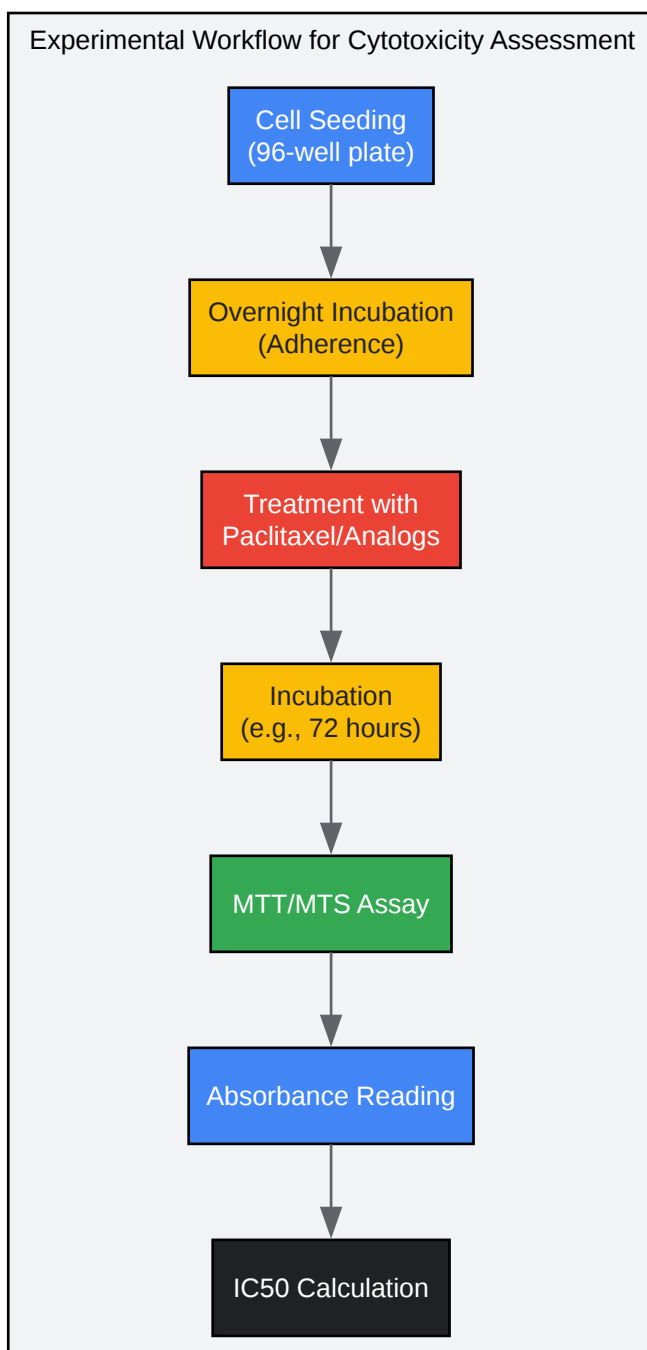 Experimental Workflow for Cytotoxicity Assessment
Cell Seeding
(96-well plate)
Overnight Incubation
(Adherence)
Treatment with
Paclitaxel/Analogs
Incubation
(e.g., 72 hours)
MTT/MTS Assay
Absorbance Reading
IC50 Calculation